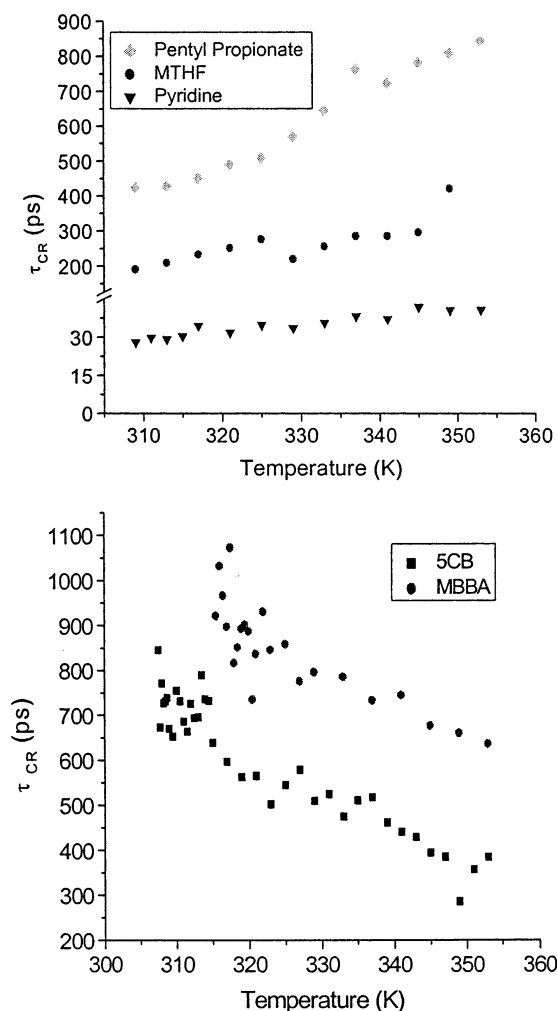 900
800
700
600
500
400
300
200
30
15
0
τCR (ps)
Pentyl Propionate
MTHF
Pyridine
310 320 330 340 350 360
Temperature (K)
1100
1000
900
800
700
600
500
400
300
200
τCR (ps)
5CB
MBBA
300 310 320 330 340 350 360
Temperature (K)